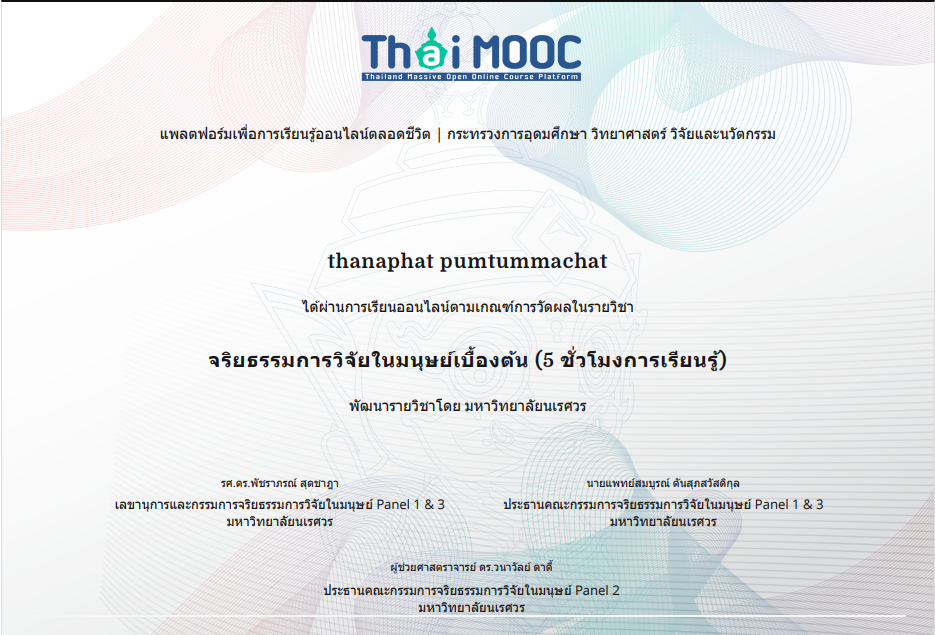 Thai MOOC
Thailand Massive Open Online Course Platform
แพลตฟอร์มเพื่อการเรียนรู้ออนไลน์ตลอดชีวิต | กระทรวงการอุดมศึกษา วิทยาศาสตร์ วิจัยและนวัตกรรม
thanaphat pumtummachat
ได้ผ่านการเรียนออนไลน์ตามเกณฑ์การวัดผลในรายวิชา
จริยธรรมการวิจัยในมนุษย์เบื้องต้น (5 ชั่วโมงการเรียนรู้)
พัฒนารายวิชาโดย มหาวิทยาลัยนเรศวร
รศ.ดร.พัชราภรณ์ สุดชาฎา
เลขานุการและกรรมการจริยธรรมการวิจัยในมนุษย์ Panel 1 & 3
มหาวิทยาลัยนเรศวร
นายแพทย์สมบูรณ์ ตันสุภสวัสดิกุล
ประธานคณะกรรมการจริยธรรมการวิจัยในมนุษย์ Panel 1 & 3
มหาวิทยาลัยนเรศวร
ผู้ช่วยศาสตราจารย์ ดร.วนาวัลย์ ดาตี้
ประธานคณะกรรมการจริยธรรมการวิจัยในมนุษย์ Panel 2
มหาวิทยาลัยนเรศวร